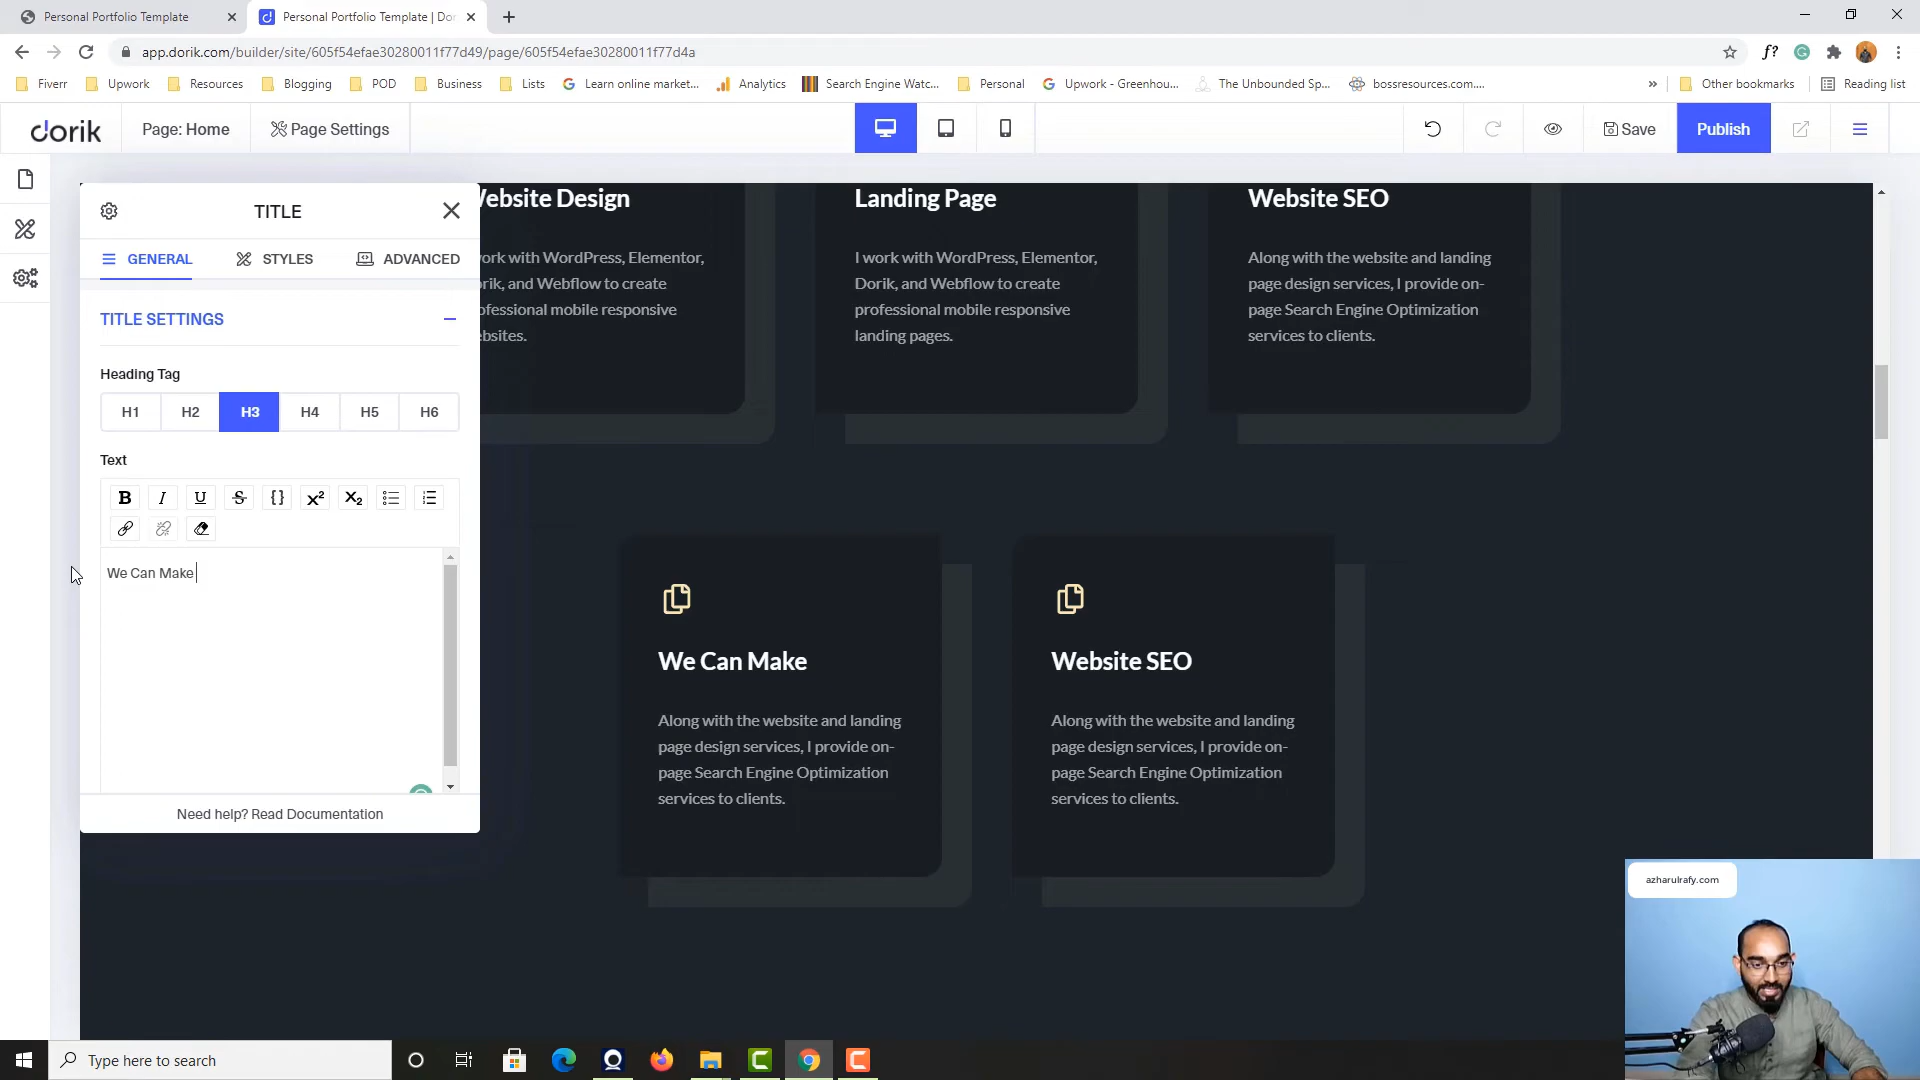 Personal Portfolio Template
Personal Portfolio Template | Dor
app.dorik.com/builder/site/605f54efae30280011f77d49/page/605f54efae30280011f77d4a
Fiverr
Upwork
Resources
Blogging
POD
Business
Lists
Learn online market...
Analytics
Search Engine Watc...
Personal
Upwork - Greenhou...
The Unbounded Sp...
bossresources.com....
Other bookmarks
Reading list
dorik
Page: Home
Page Settings
Save
Publish
TITLE
GENERAL
STYLES
ADVANCED
TITLE SETTINGS
Heading Tag
H1 H2 H3 H4 H5 H6
Text
B I U S {} X² X₂
We Can Make
Need help? Read Documentation
ebsite Design
ork with WordPress, Elementor,
rik, and Webflow to create
ofessional mobile responsive
ebsites.
Landing Page
I work with WordPress, Elementor,
Dorik, and Webflow to create
professional mobile responsive
landing pages.
Website SEO
Along with the website and landing
page design services, I provide on-
page Search Engine Optimization
services to clients.
We Can Make
Along with the website and landing
page design services, I provide on-
page Search Engine Optimization
services to clients.
Website SEO
Along with the website and landing
page design services, I provide on-
page Search Engine Optimization
services to clients.
azharulrafy.com
Type here to search